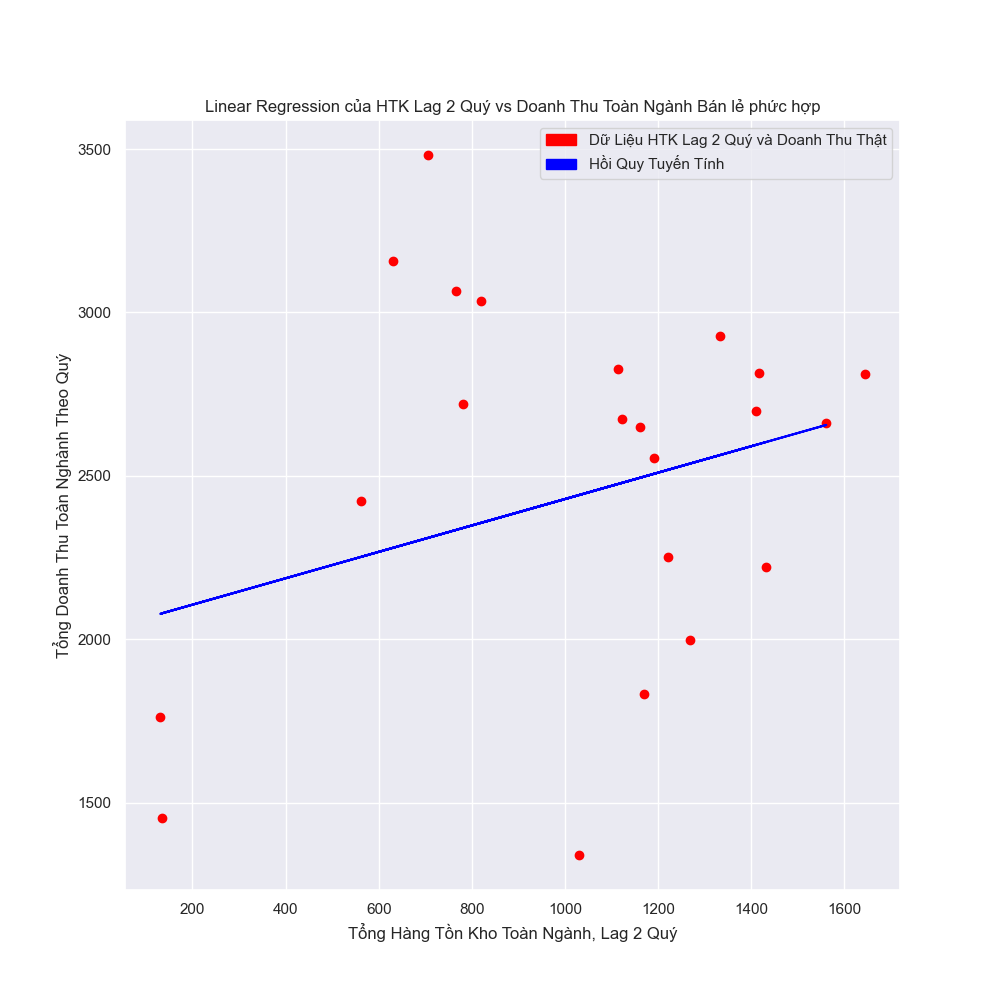 Linear Regression của HTK Lag 2 Quý vs Doanh Thu Toàn Ngành Bán lẻ phức hợp
Dữ Liệu HTK Lag 2 Quý và Doanh Thu Thật
Hồi Quy Tuyến Tính
Tổng Doanh Thu Toàn Nghành Theo Quý
3500
3000
2500
2000
1500
200 400 600 800 1000 1200 1400 1600
Tổng Hàng Tồn Kho Toàn Ngành, Lag 2 Quý